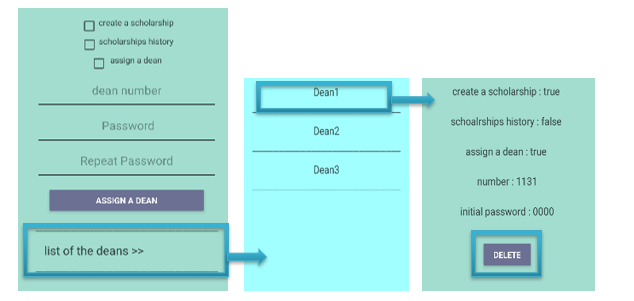 create a scholarship
scholarships history
assign a dean
dean number
Password
Repeat Password
ASSIGN A DEAN
list of the deans >>
Dean1
Dean2
Dean3
create a scholarship : true
schoalrships history : false
assign a dean : true
number : 1131
initial password : 0000
DELETE